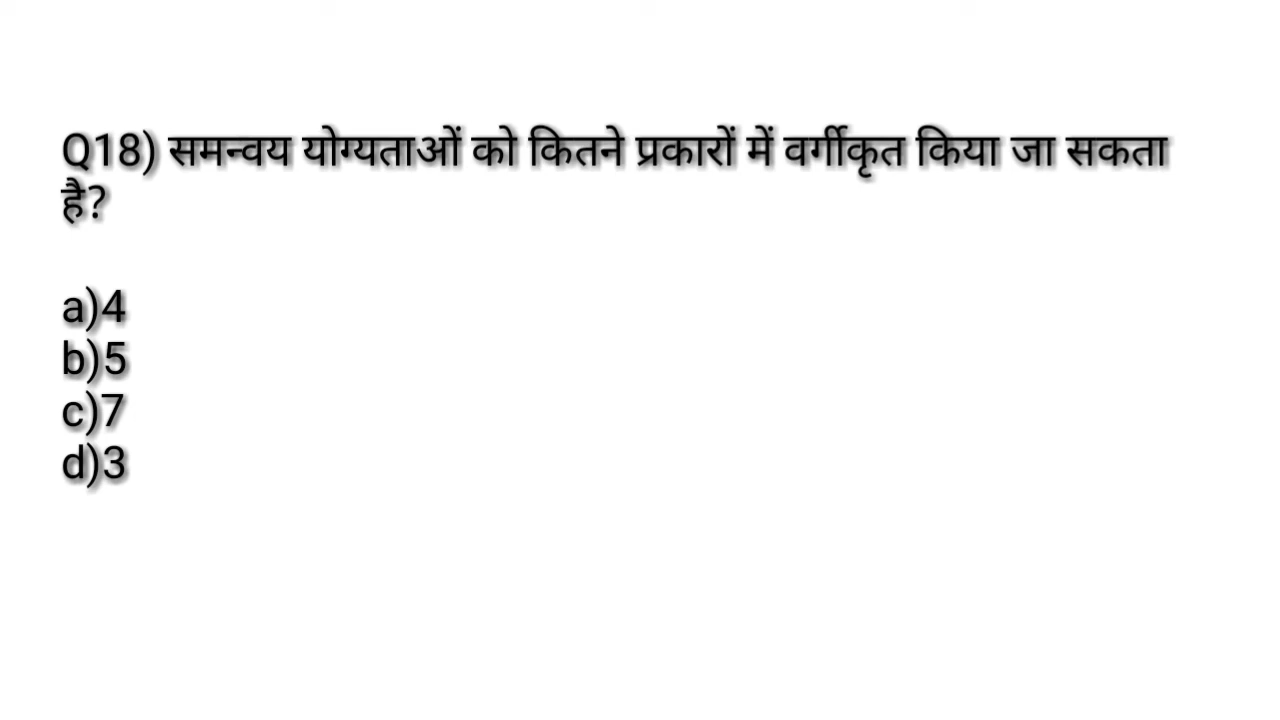 Q18) समन्वय योग्यताओं को कितने प्रकारों में वर्गीकृत किया जा सकता
है?
a)4
b)5
c)7
d)3